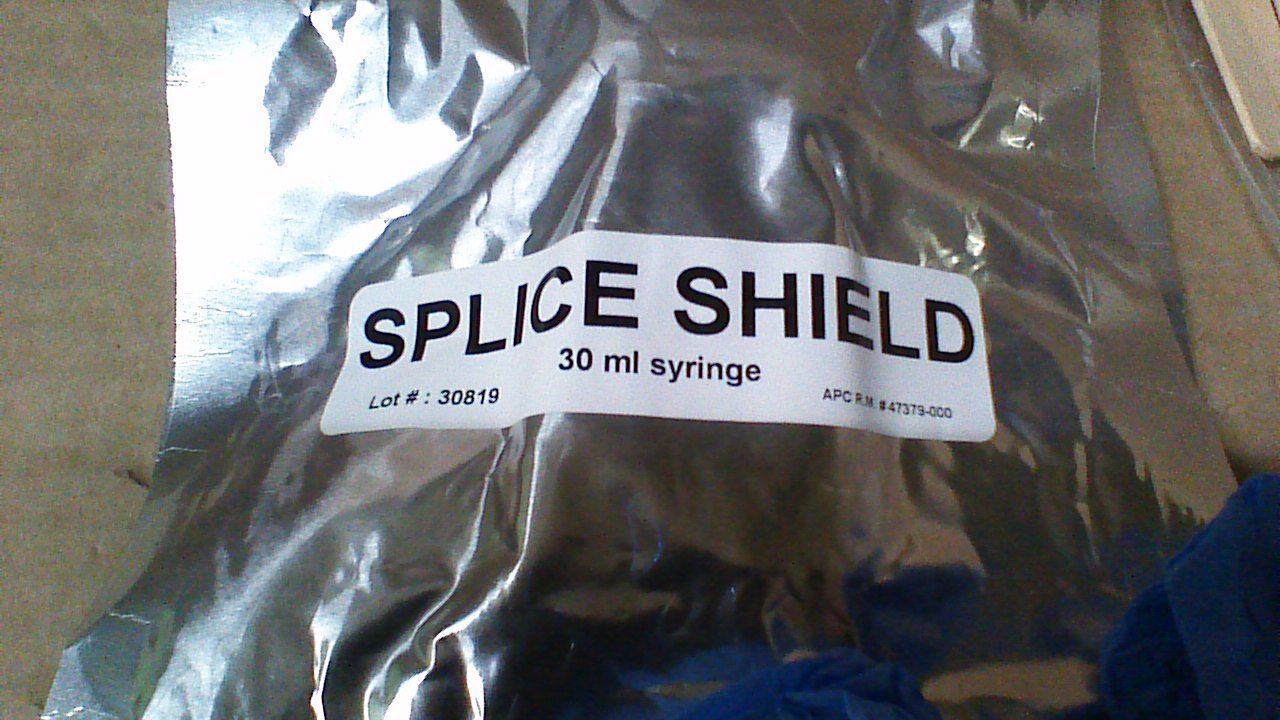 SPLICE SHIELD
30 ml syringe
Lot # : 30819
APC R.M. #47379-000